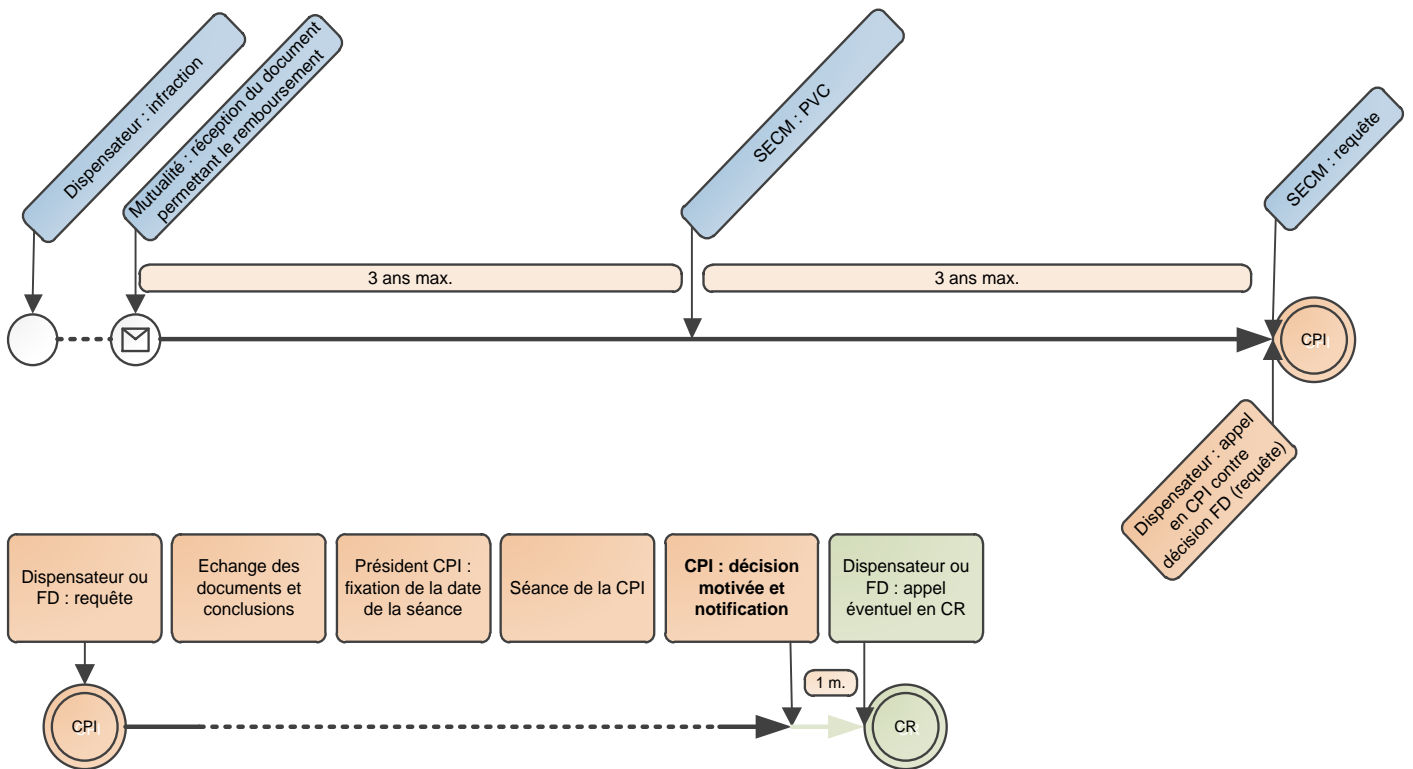 Dispensateur : infraction
Mutualité : réception du document
permettant le remboursement
SECM : PVC
SECM : requête
3 ans max.
3 ans max.
CPI
Dispensateur : appel
en CPI contre
décision FD (requête)
Dispensateur ou
FD : requête
Echange des
documents et
conclusions
Président CPI :
fixation de la date
de la séance
Séance de la CPI
CPI : décision
motivée et
notification
Dispensateur ou
FD : appel
éventuel en CR
1 m.
CPI
CR